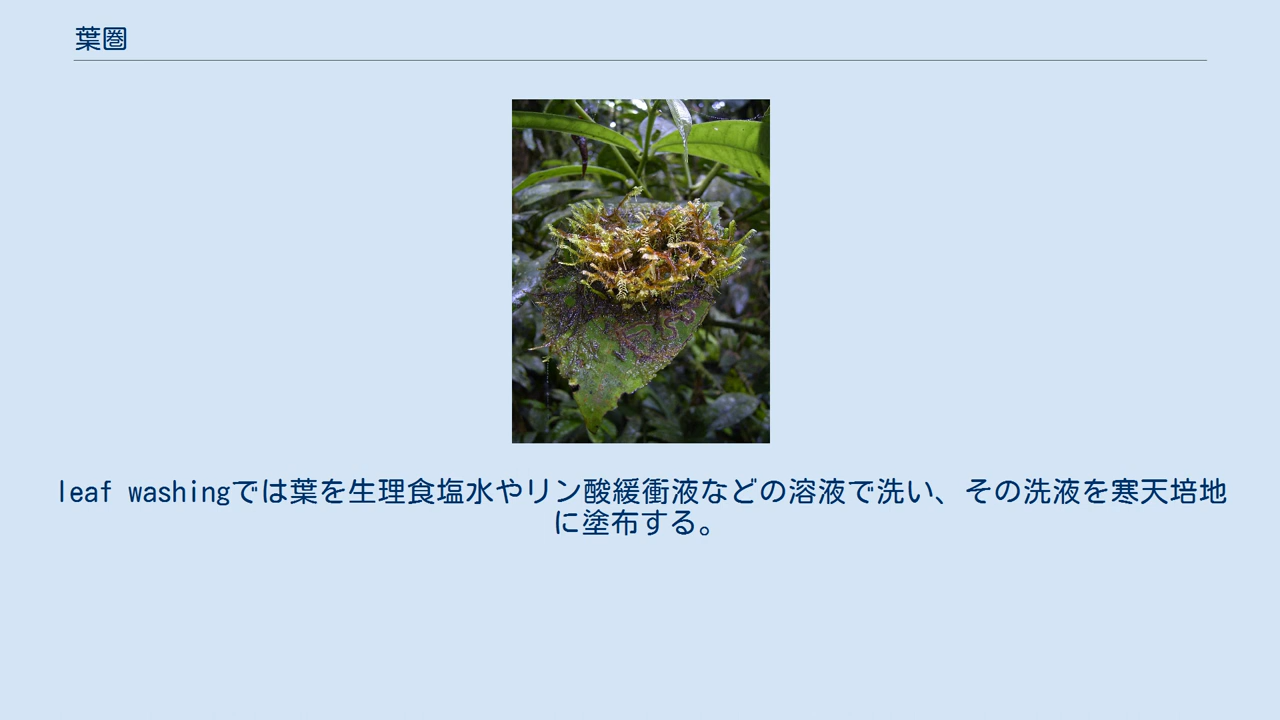 葉圏
leaf washingでは葉を生理食塩水やリン酸緩衝液などの溶液で洗い、その洗液を寒天培地
に塗布する。